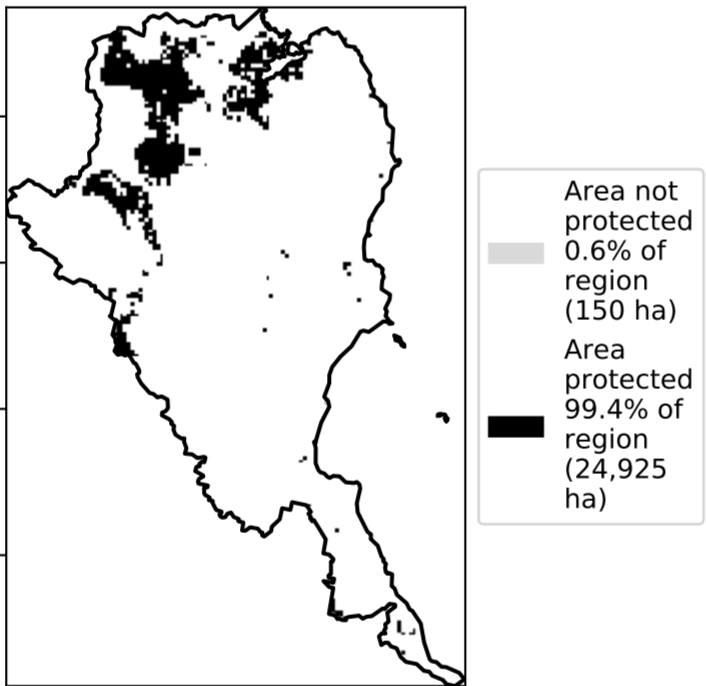 Area not
protected
0.6% of
region
(150 ha)
Area
protected
99.4% of
region
(24,925
ha)